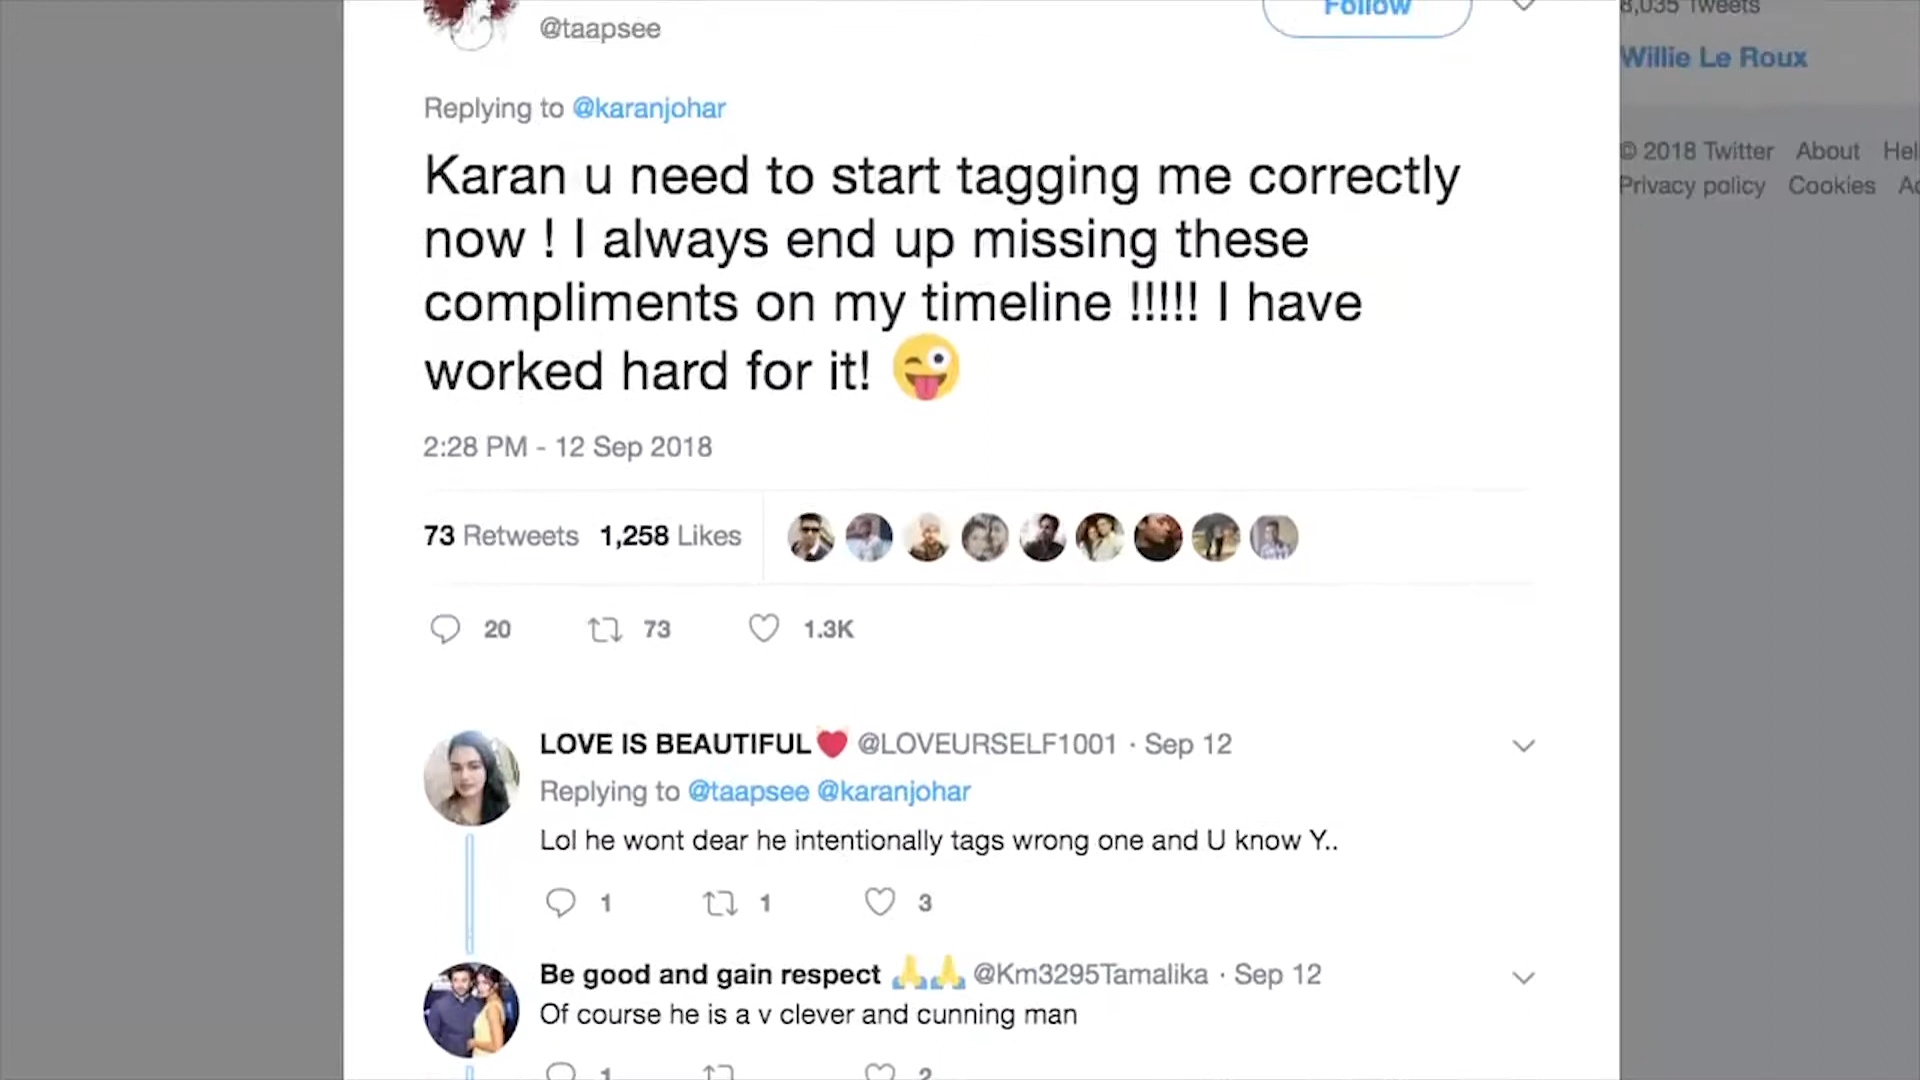 @taapsee
Follow
8,035 Tweets
Willie Le Roux
Replying to @karanjohar
© 2018 Twitter About
Privacy policy Cookies
Karan u need to start tagging me correctly
now ! I always end up missing these
compliments on my timeline !!!!! I have
worked hard for it! 😜
2:28 PM - 12 Sep 2018
73 Retweets 1,258 Likes
20 73 1.3K
LOVE IS BEAUTIFUL❤️ @LOVEURSELF1001 · Sep 12
Replying to @taapsee @karanjohar
Lol he wont dear he intentionally tags wrong one and U know Y..
1 1 3
Be good and gain respect 🙏🙏 @Km3295Tamalika · Sep 12
Of course he is a v clever and cunning man
1 2